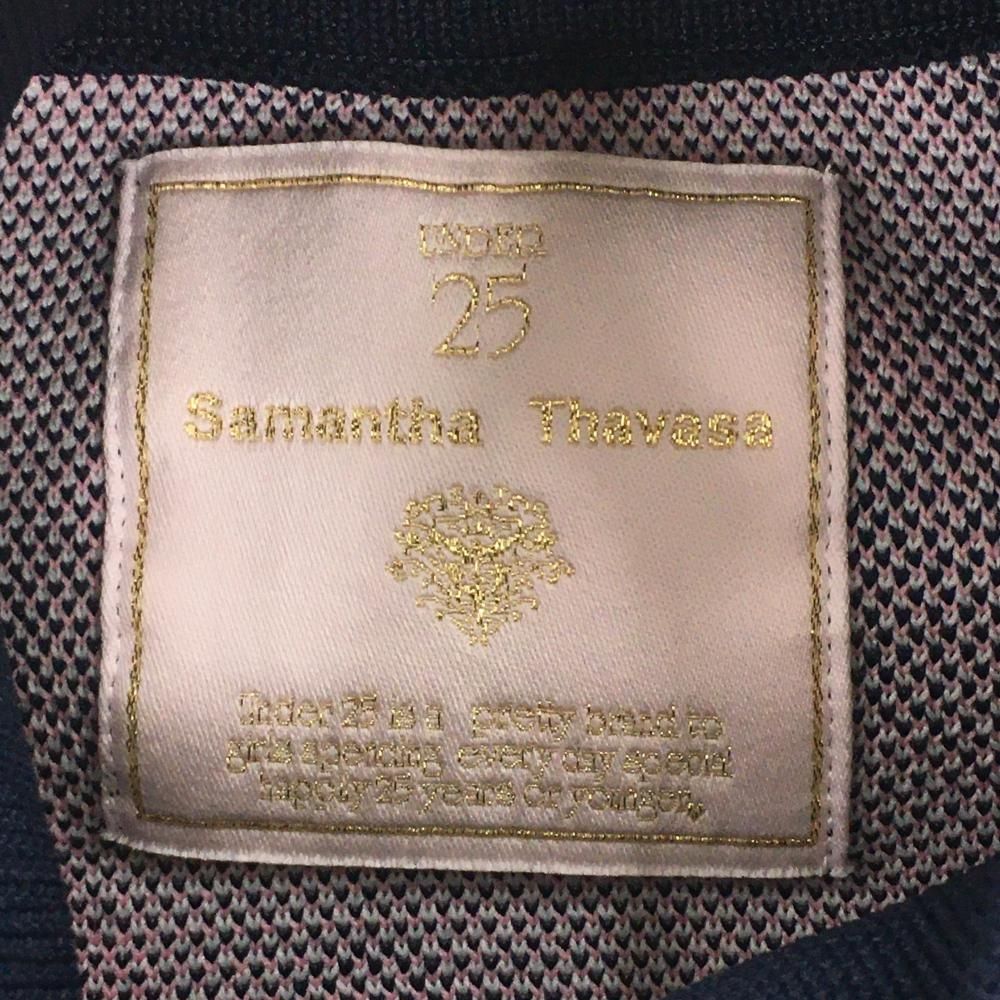 UNDER
25
Samantha Thavasa
Under 25 is a pretty brand to
girls spending every day special
happily 25 years or younger.